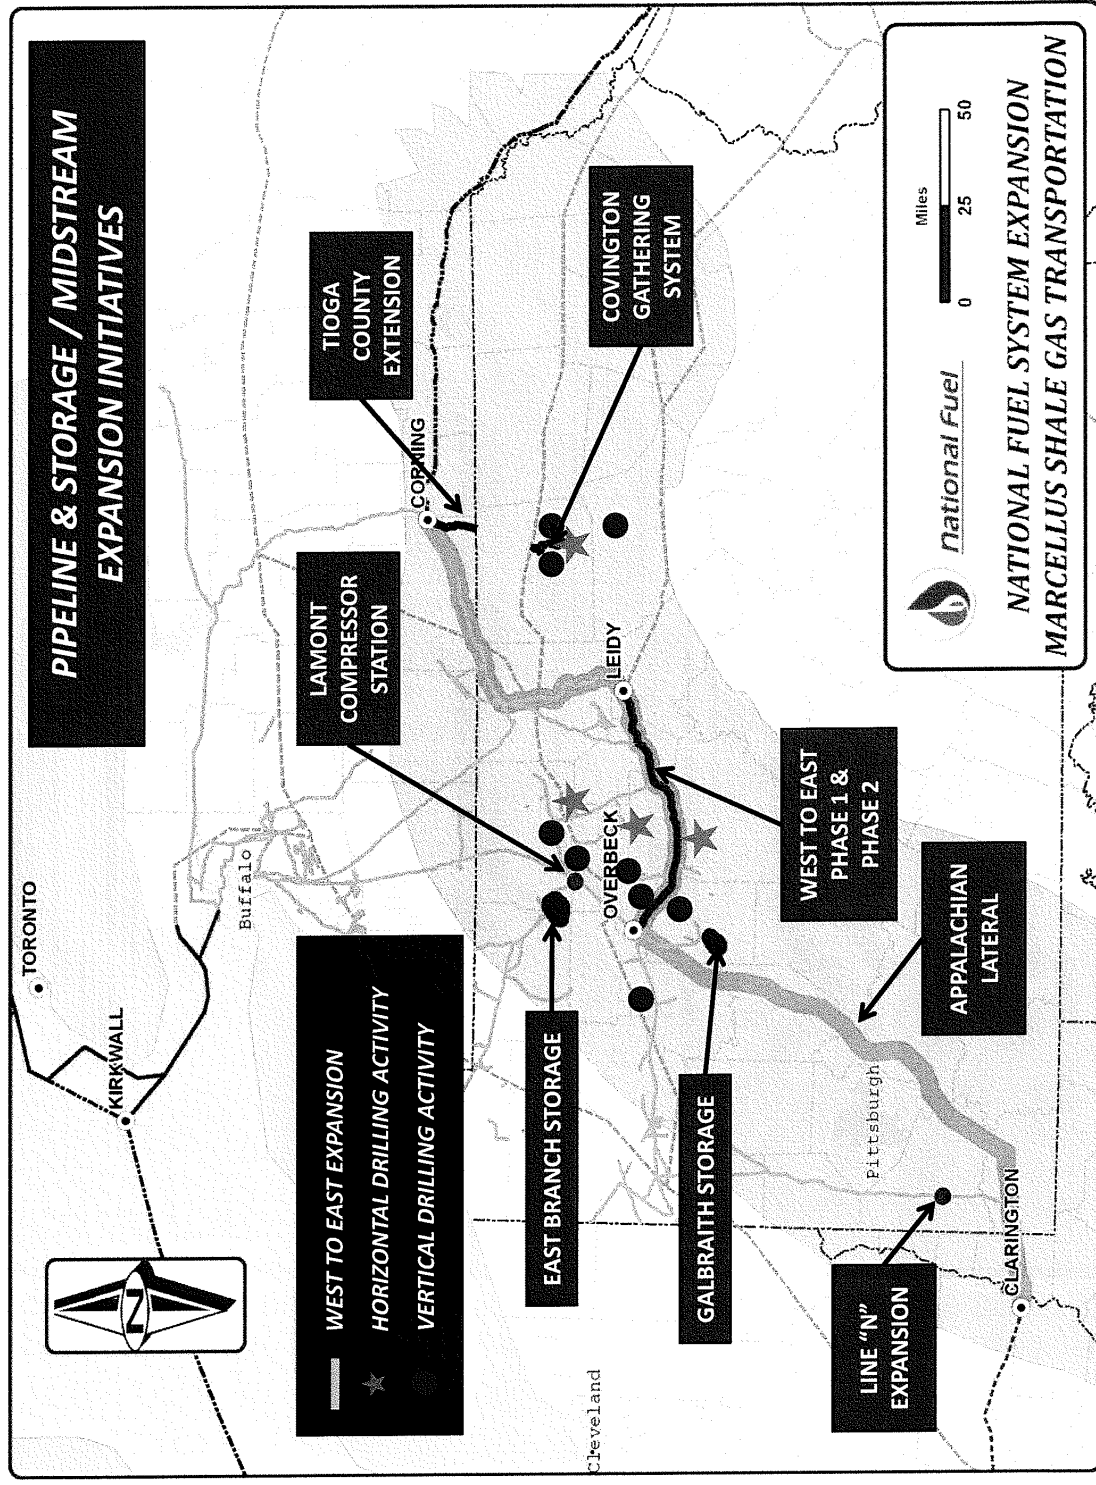 PIPELINE & STORAGE / MIDSTREAM
EXPANSION INITIATIVES
TORONTO
KIRKWALL
Buffalo
WEST TO EAST EXPANSION
HORIZONTAL DRILLING ACTIVITY
VERTICAL DRILLING ACTIVITY
N
LAMONT
COMPRESSOR
STATION
TIOGA
COUNTY
EXTENSION
CORNING
COVINGTON
GATHERING
SYSTEM
EAST BRANCH STORAGE
OVERBECK
LEIDY
Cleveland
GALBRAITH STORAGE
WEST TO EAST
PHASE 1 &
PHASE 2
Pittsburgh
APPALACHIAN
LATERAL
LINE "N"
EXPANSION
CLARINGTON
national fuel
Miles
0 25 50
NATIONAL FUEL SYSTEM EXPANSION
MARCELLUS SHALE GAS TRANSPORTATION